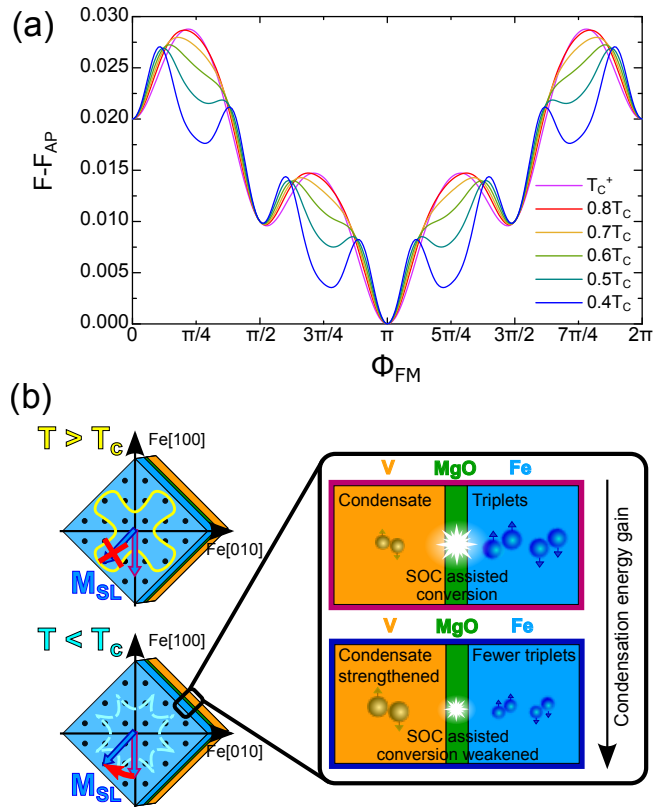 (a)
F-F_AP
0.030
0.025
0.020
0.015
0.010
0.005
0.000
0 π/4 π/2 3π/4 π 5π/4 3π/2 7π/4 2π
Φ_FM
T_C^+
0.8T_C
0.7T_C
0.6T_C
0.5T_C
0.4T_C
(b)
T > T_C
Fe[100]
Fe[010]
M_SL
T < T_C
Fe[100]
Fe[010]
M_SL
V MgO Fe
Condensate Triplets
SOC assisted
conversion
V MgO Fe
Condensate Fewer triplets
strengthened
SOC assisted
conversion weakened
Condensation energy gain